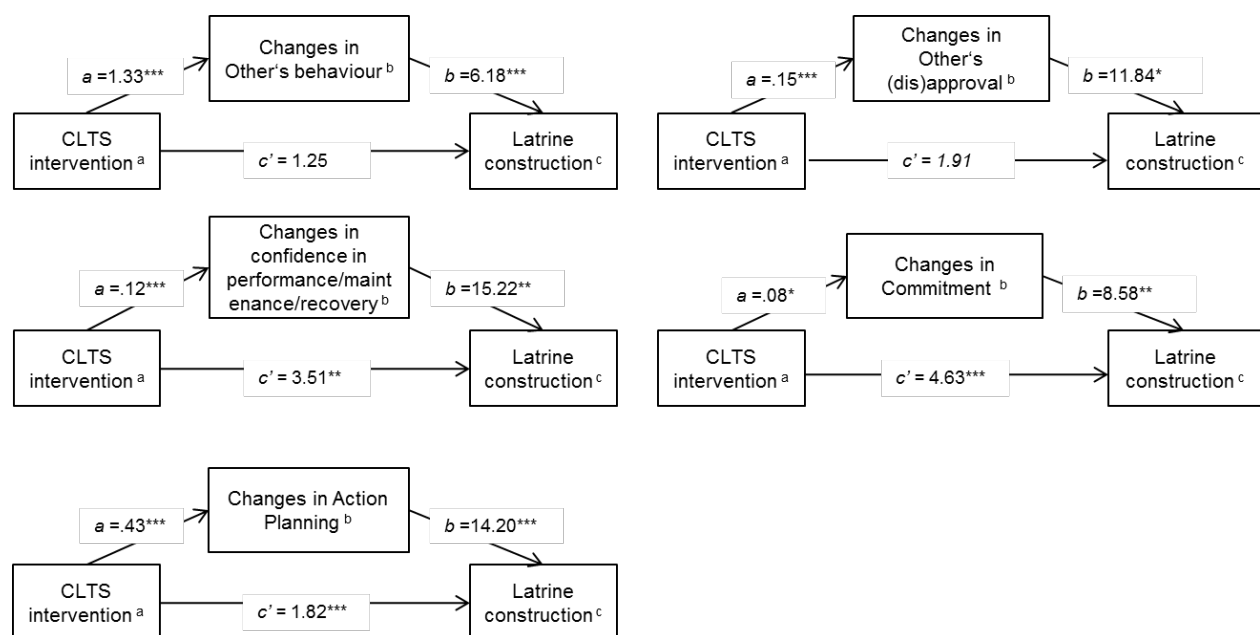 Changes in
Other‘s behaviour b
a =1.33***
b =6.18***
CLTS
intervention a
c’ = 1.25
Latrine
construction c
Changes in
Other‘s
(dis)approval b
a =.15***
b =11.84*
CLTS
intervention a
c’ = 1.91
Latrine
construction c
Changes in
confidence in
performance/maint
enance/recovery b
a =.12***
b =15.22**
CLTS
intervention a
c’ = 3.51**
Latrine
construction c
Changes in
Commitment b
a =.08*
b =8.58**
CLTS
intervention a
c’ = 4.63***
Latrine
construction c
Changes in Action
Planning b
a =.43***
b =14.20***
CLTS
intervention a
c’ = 1.82***
Latrine
construction c